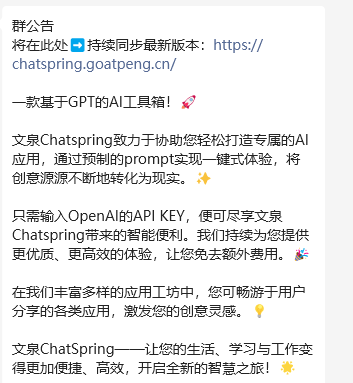 群公告
将在此处➡️持续同步最新版本：https://
chatspring.goatpeng.cn/
一款基于GPT的AI工具箱！🚀
文泉Chatspring致力于协助您轻松打造专属的AI
应用，通过预制的prompt实现一键式体验，将
创意源源不断地转化为现实。✨
只需输入OpenAI的API KEY，便可尽享文泉
Chatspring带来的智能便利。我们持续为您提供
更优质、更高效的体验，让您免去额外费用。🎉
在我们丰富多样的应用工坊中，您可畅游于用户
分享的各类应用，激发您的创意灵感。💡
文泉ChatSpring——让您的生活、学习与工作变
得更加便捷、高效，开启全新的智慧之旅！🌟